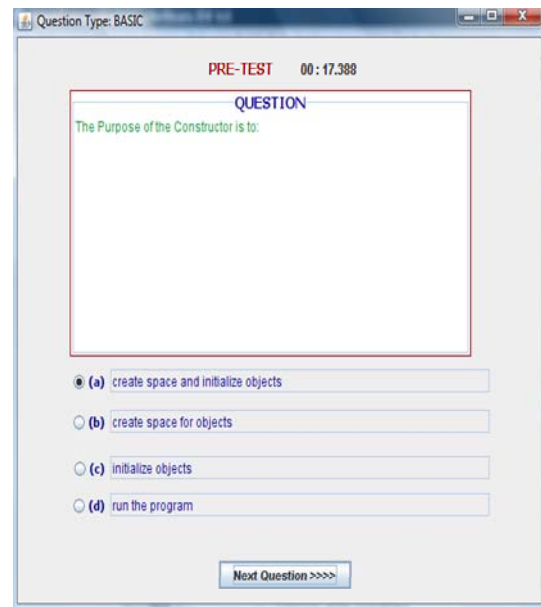 Question Type: BASIC
PRE-TEST 00 : 17.388
QUESTION
The Purpose of the Constructor is to:
(a) create space and initialize objects
(b) create space for objects
(c) initialize objects
(d) run the program
Next Question >>>>